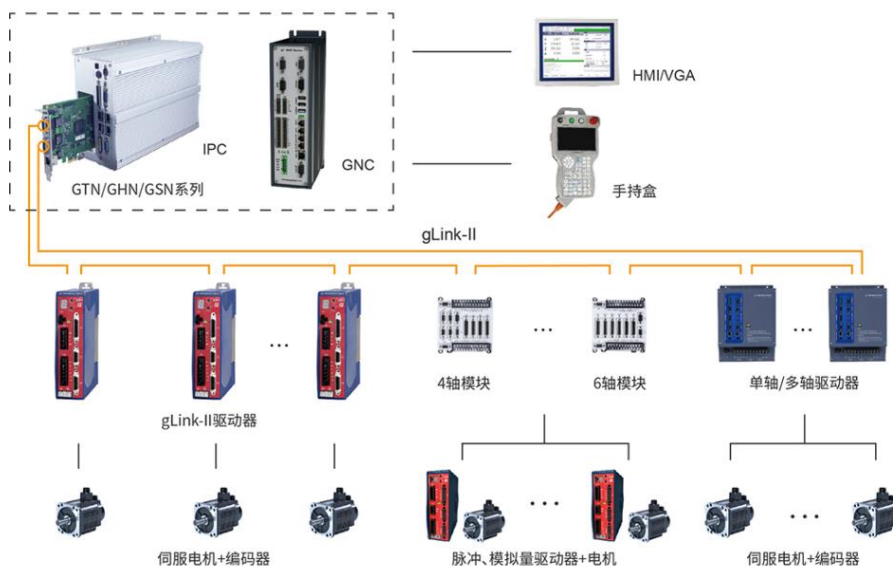 HMI/VGA
IPC
GNC
GTN/GHN/GSN系列
手持盒
gLink-II
4轴模块
6轴模块
单轴/多轴驱动器
gLink-II驱动器
伺服电机+编码器
脉冲、模拟量驱动器+电机
伺服电机+编码器